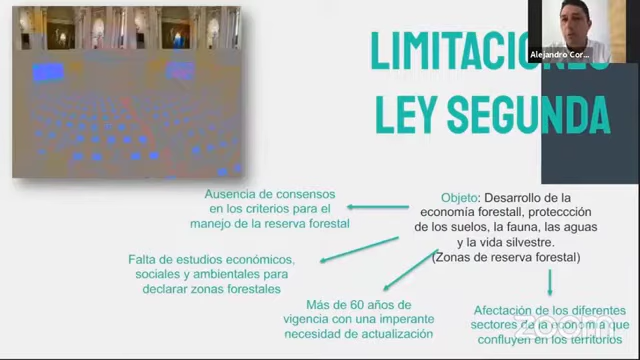 Alejandro Cor...
LIMITACIONES
LEY SEGUNDA
Ausencia de consensos
en los criterios para el
manejo de la reserva forestal
Objeto: Desarrollo de la
economía forestall, proteccción
de los suelos, la fauna, las aguas
y la vida silvestre.
(Zonas de reserva forestal)
Falta de estudios económicos,
sociales y ambientales para
declarar zonas forestales
Más de 60 años de
vigencia con una imperante
necesidad de actualización
Afectación de los diferentes
sectores de la economía que
confluyen en los territorios
zoom